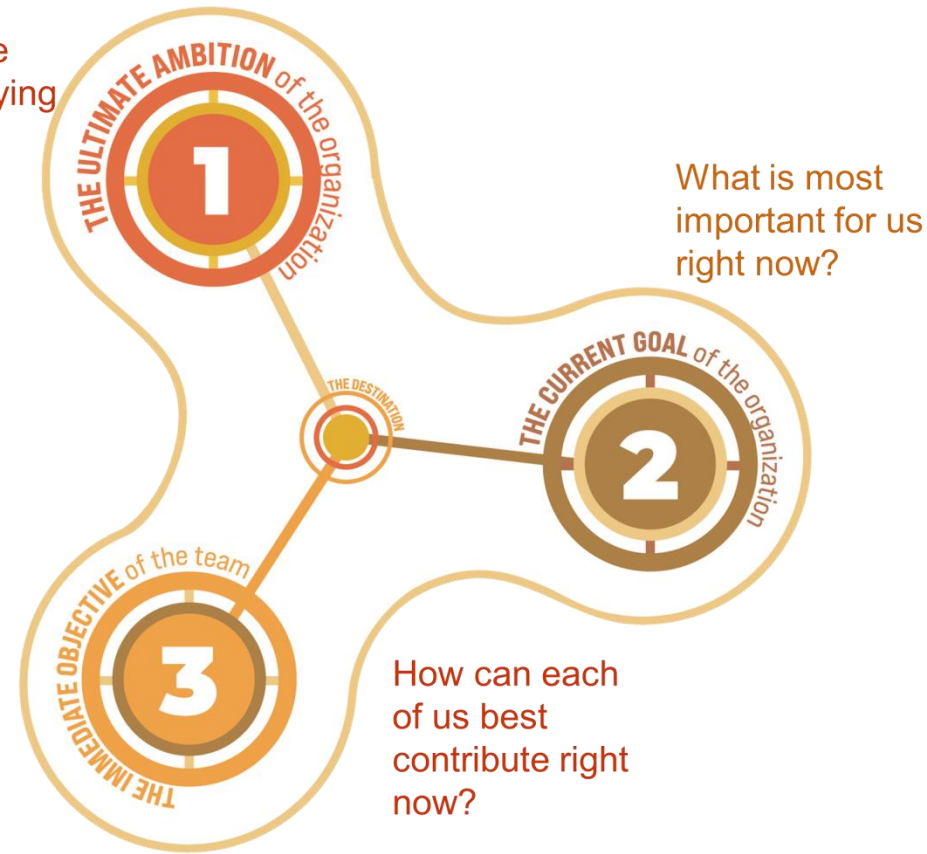 e
ying
THE ULTIMATE AMBITION of the organization
1
What is most
important for us
right now?
THE DESTINATION
THE CURRENT GOAL of the organization
2
THE IMMEDIATE OBJECTIVE of the team
3
How can each
of us best
contribute right
now?